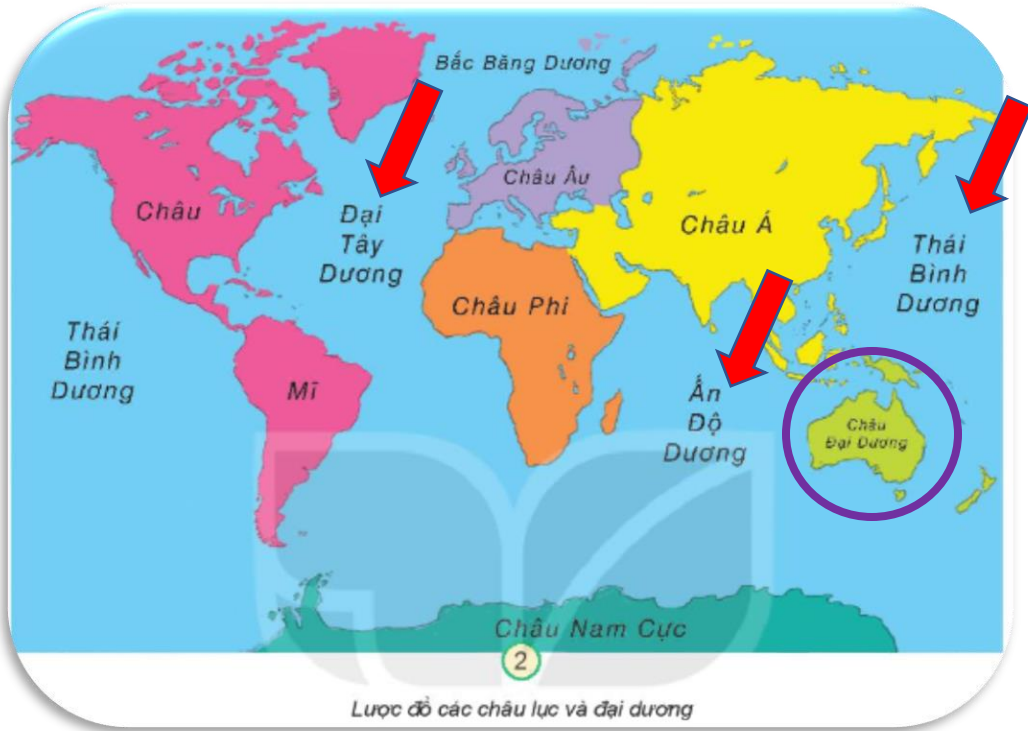 Bắc Băng Dương
Châu Âu
Châu
Đại
Tây
Dương
Châu Á
Thái
Bình
Dương
Châu Phi
Thái
Bình
Dương
Mĩ
Ấn
Độ
Dương
Châu
Đại Dương
Châu Nam Cực
2
Lược đồ các châu lục và đại dương